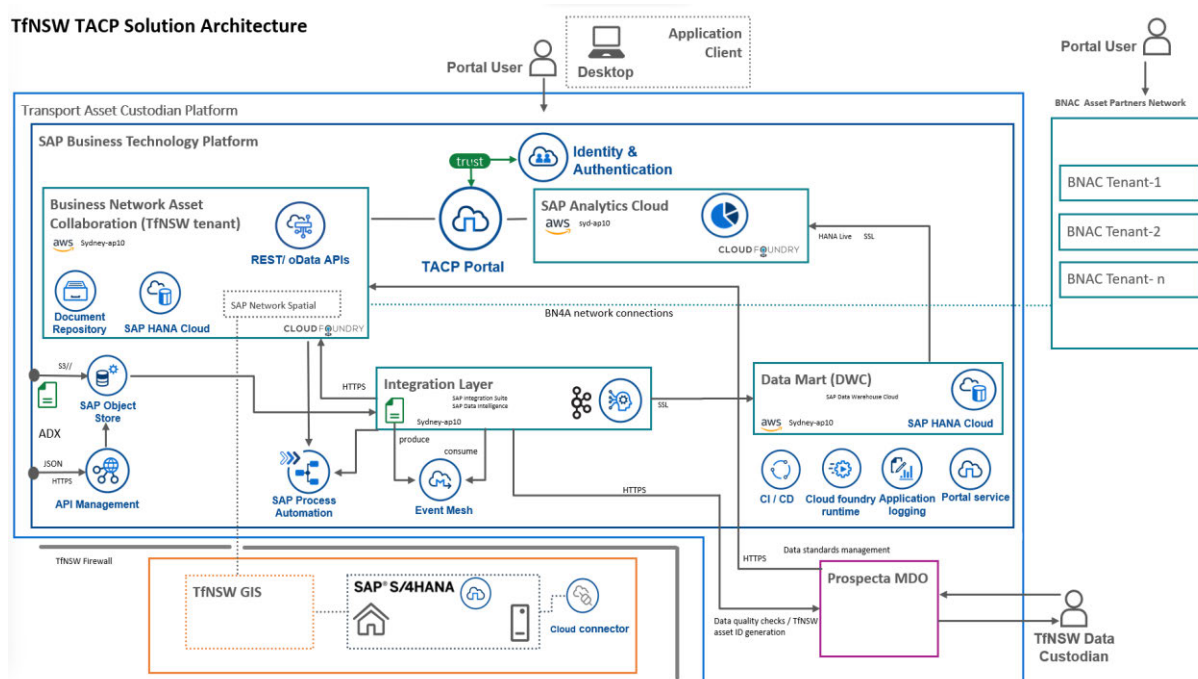 TfNSW TACP Solution Architecture
Portal User
Application
Client
Desktop
Portal User
Transport Asset Custodian Platform
BNAC Asset Partners Network
SAP Business Technology Platform
trust
Identity &
Authentication
Business Network Asset
Collaboration (TfNSW tenant)
aws
Sydney-ap10
REST/ oData APIs
TACP Portal
SAP Analytics Cloud
aws
syd-ap10
CLOUD FOUNDRY
HANA Live
SSL
BNAC Tenant-1
BNAC Tenant-2
BNAC Tenant- n
Document
Repository
SAP HANA Cloud
SAP Network Spatial
CLOUD FOUNDRY
BN4A network connections
S3//
SAP Object
Store
HTTPS
Integration Layer
SAP Integration Suite
SAP Data Intelligence
Sydney-ap10
SSL
Data Mart (DWC)
SAP Data Warehouse Cloud
aws
Sydney-ap10
SAP HANA Cloud
ADX
produce
consume
JSON
HTTPS
API Management
SAP Process
Automation
Event Mesh
HTTPS
CI / CD
Cloud foundry
runtime
Application
logging
Portal service
TfNSW Firewall
HTTPS
Data standards management
TfNSW GIS
SAP® S/4HANA
Cloud connector
Prospecta MDO
Data quality checks / TfNSW
asset ID generation
TfNSW Data
Custodian